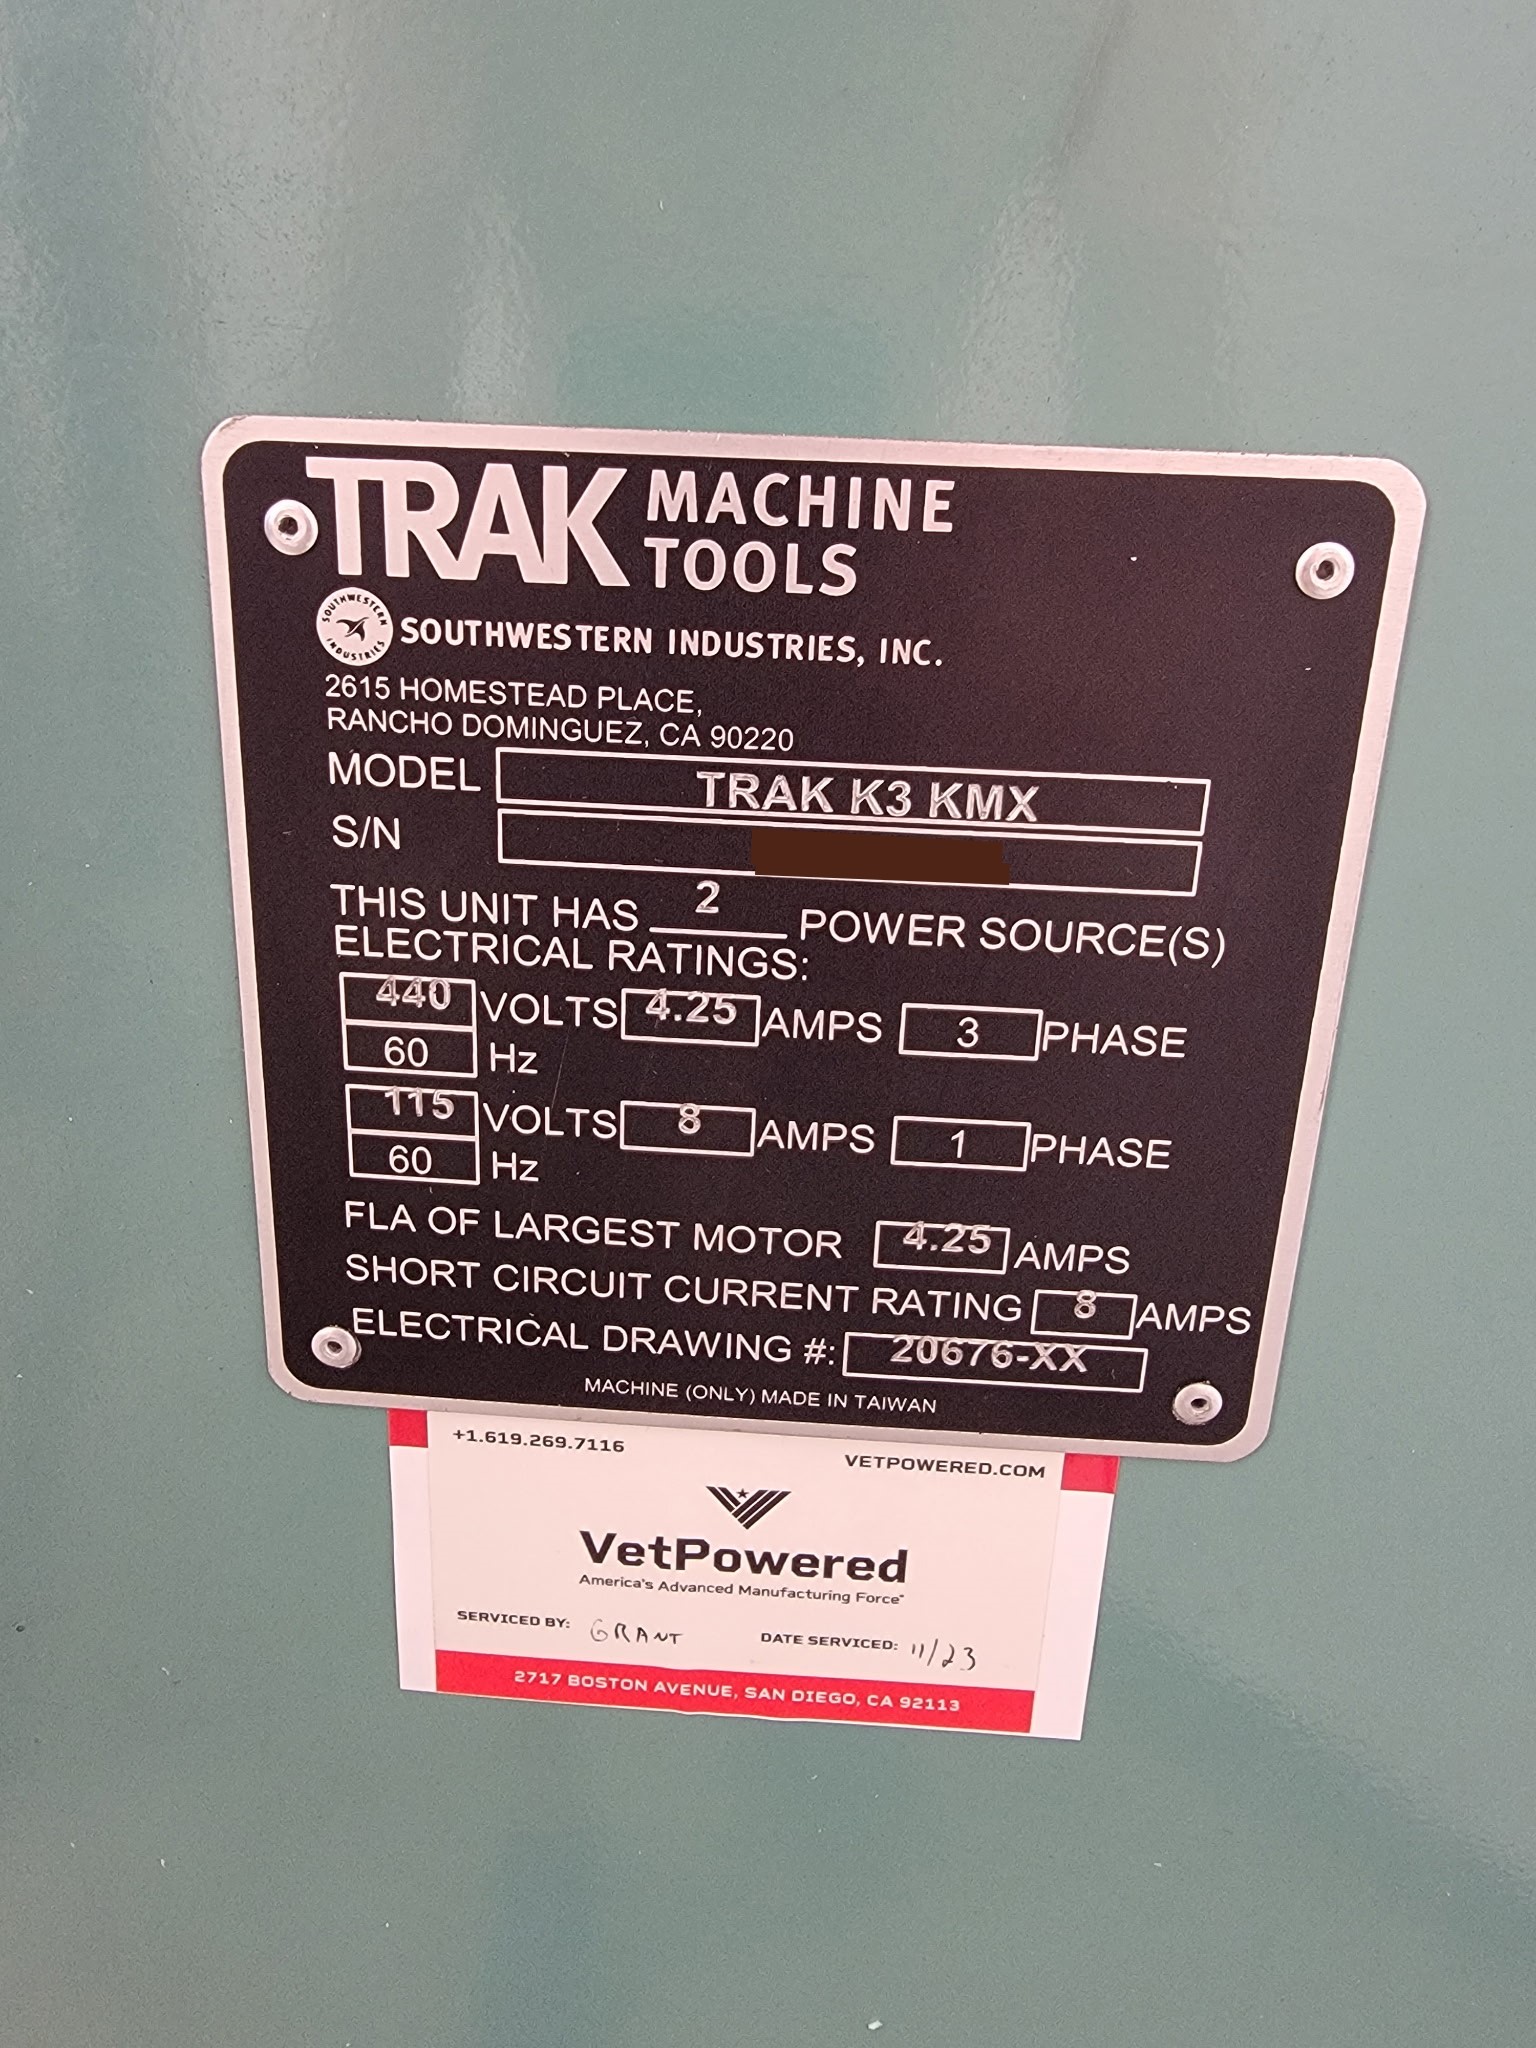 TRAK MACHINE
TOOLS
SOUTHWESTERN
INDUSTRIES
SOUTHWESTERN INDUSTRIES, INC.
2615 HOMESTEAD PLACE,
RANCHO DOMINGUEZ, CA 90220
MODEL TRAK K3 KMX
S/N
THIS UNIT HAS 2 POWER SOURCE(S)
ELECTRICAL RATINGS:
440 VOLTS 4.25 AMPS 3 PHASE
60 Hz
115 VOLTS 8 AMPS 1 PHASE
60 Hz
FLA OF LARGEST MOTOR 4.25 AMPS
SHORT CIRCUIT CURRENT RATING 8 AMPS
ELECTRICAL DRAWING #: 20676-XX
MACHINE (ONLY) MADE IN TAIWAN
+1.619.269.7116 VETPOWERED.COM
VetPowered
America's Advanced Manufacturing Force™
SERVICED BY: GRANT DATE SERVICED: 11/23
2717 BOSTON AVENUE, SAN DIEGO, CA 92113